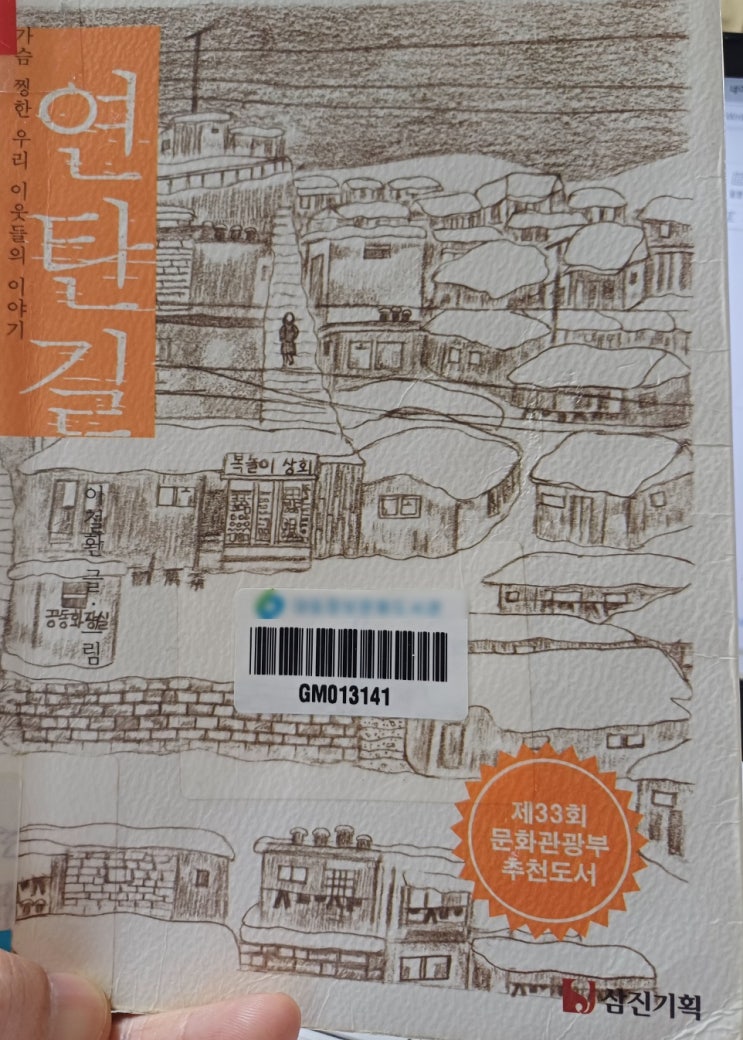 가슴 찡한 우리 이웃들의 이야기
연탄길
이철환 글·그림
복놀이 상회
공동화장실
GM013141
제33회
문화관광부
추천도서
삼진기획